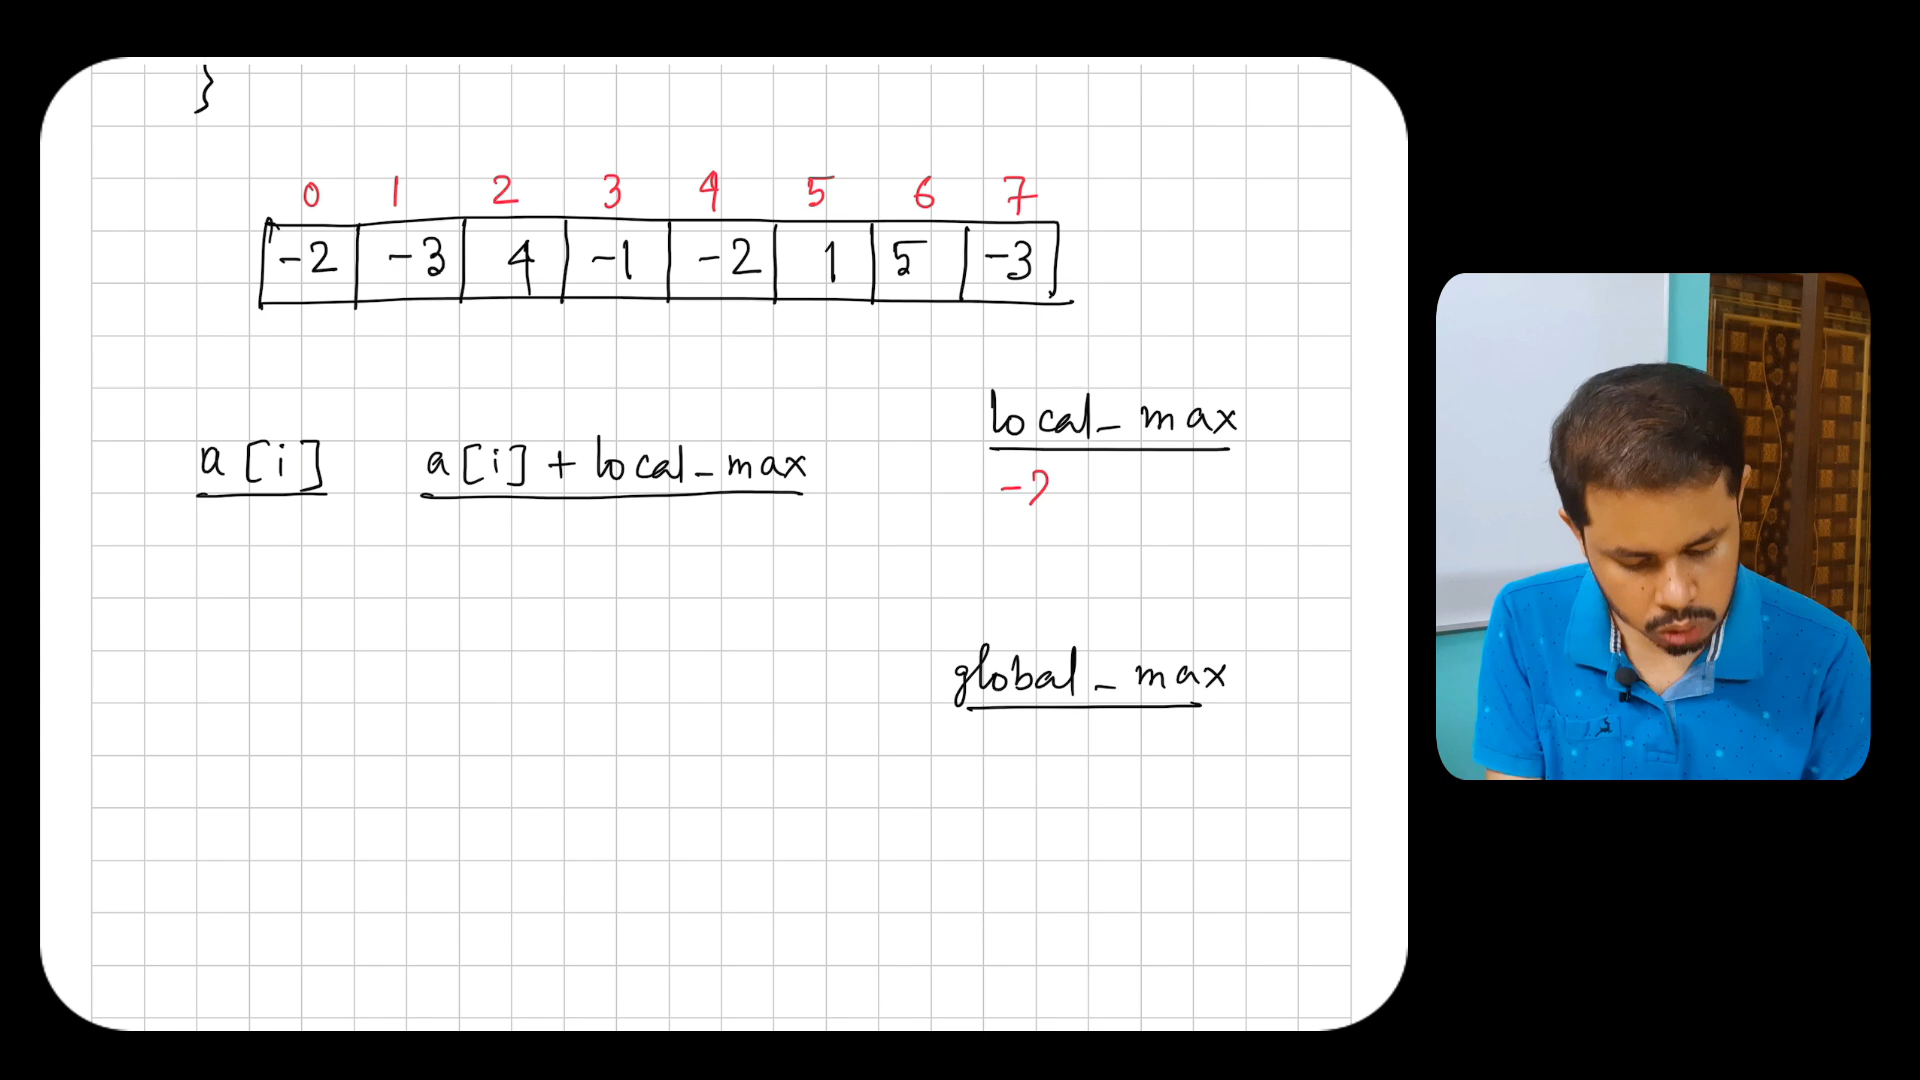 }
0 1 2 3 4 5 6 7
-2 -3 4 -1 -2 1 5 -3
local_max
a[i] a[i] + local_max
-2
global_max